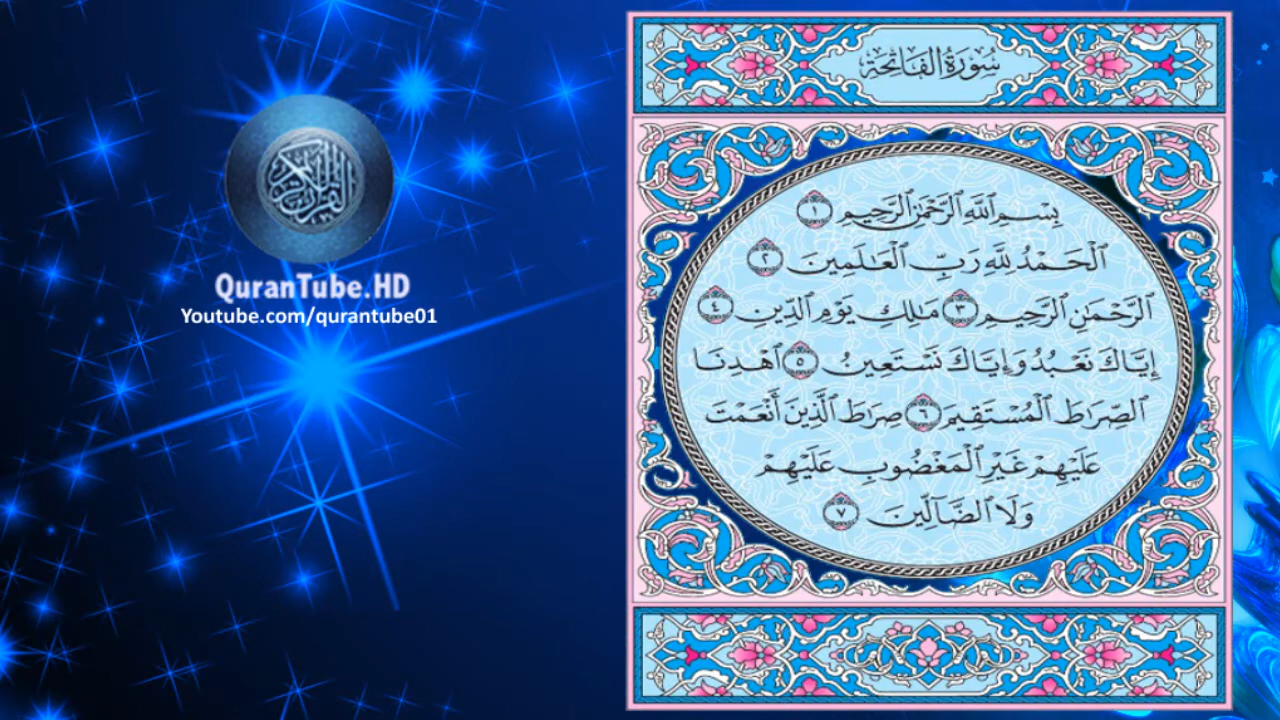 القرآن الكريم
QuranTube.HD
Youtube.com/qurantube01
سُورَةُ الفَاتِحَة
بِسْمِ ٱللَّهِ ٱلرَّحْمَٰنِ ٱلرَّحِيمِ ١
ٱلْحَمْدُ لِلَّهِ رَبِّ ٱلْعَٰلَمِينَ ٢
ٱلرَّحْمَٰنِ ٱلرَّحِيمِ ٣ مَٰلِكِ يَوْمِ ٱلدِّينِ ٤
إِيَّاكَ نَعْبُدُ وَإِيَّاكَ نَسْتَعِينُ ٥ ٱهْدِنَا
ٱلصِّرَٰطَ ٱلْمُسْتَقِيمَ ٦ صِرَٰطَ ٱلَّذِينَ أَنْعَمْتَ
عَلَيْهِمْ غَيْرِ ٱلْمَغْضُوبِ عَلَيْهِمْ
وَلَا ٱلضَّآلِّينَ ٧